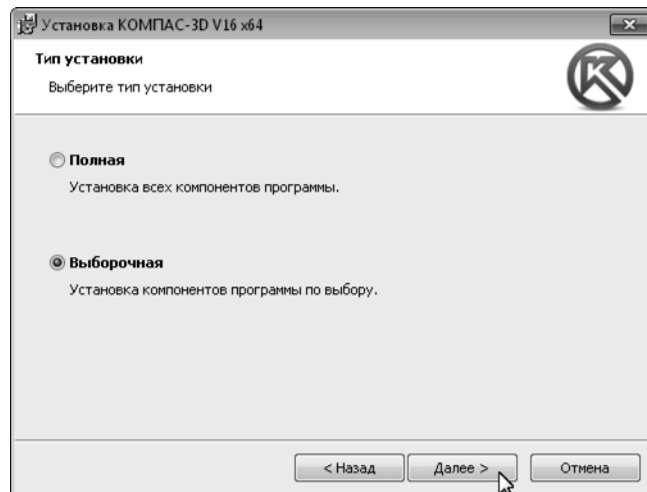 Установка КОМПАС-3D V16 x64
Тип установки
Выберите тип установки
Полная
Установка всех компонентов программы.
Выборочная
Установка компонентов программы по выбору.
< Назад
Далее >
Отмена